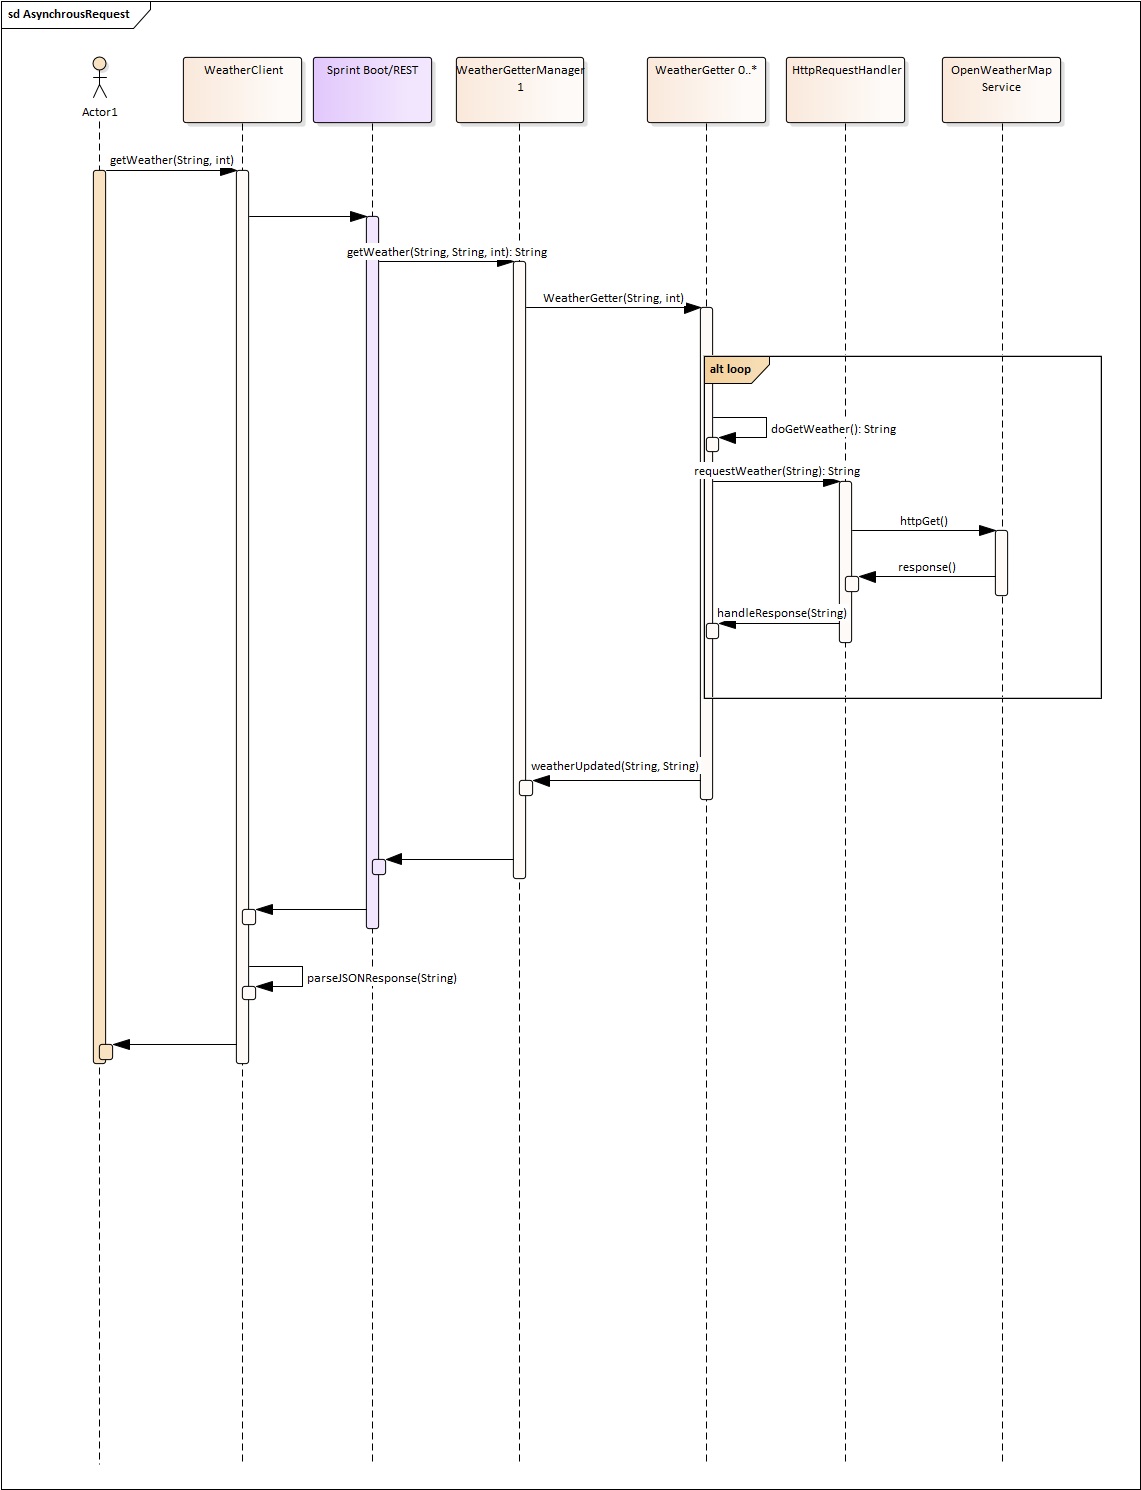 sd AsynchrousRequest
Actor1
WeatherClient
Sprint Boot/REST
WeatherGetterManager
1
WeatherGetter 0..*
HttpRequestHandler
OpenWeatherMap
Service
getWeather(String, int)
getWeather(String, String, int): String
WeatherGetter(String, int)
alt loop
doGetWeather(): String
requestWeather(String): String
httpGet()
response()
handleResponse(String)
weatherUpdated(String, String)
parseJSONResponse(String)